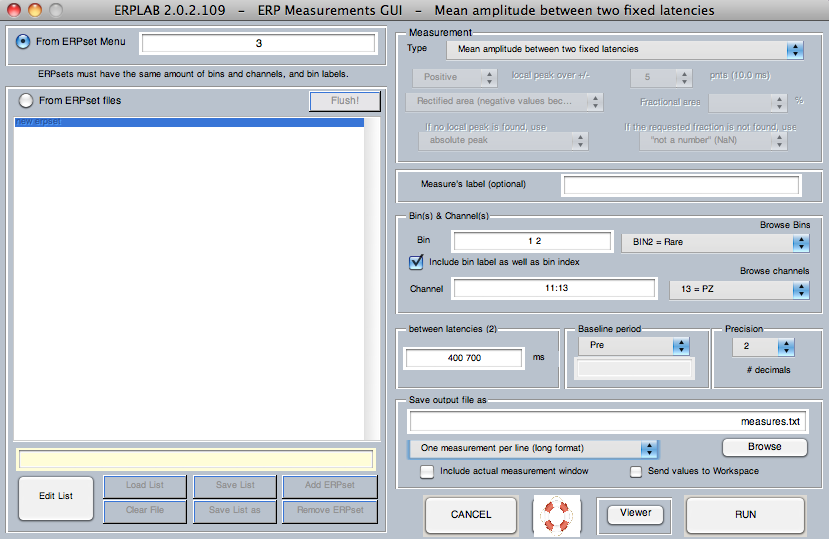 ERPLAB 2.0.2.109 - ERP Measurements GUI - Mean amplitude between two fixed latencies
From ERPset Menu
3
ERPsets must have the same amount of bins and channels, and bin labels.
From ERPset files
Flush!
new erpset
Edit List
Load List
Save List
Add ERPset
Clear File
Save List as
Remove ERPset
Measurement
Type
Mean amplitude between two fixed latencies
Positive
local peak over +/-
5
pnts (10.0 ms)
Rectified area (negative values bec...
Fractional area
%
If no local peak is found, use
If the requested fraction is not found, use
absolute peak
"not a number" (NaN)
Measure's label (optional)
Bin(s) & Channel(s)
Browse Bins
Bin
1 2
BIN2 = Rare
Include bin label as well as bin index
Browse channels
Channel
11:13
13 = PZ
between latencies (2)
400 700
ms
Baseline period
Pre
Precision
2
# decimals
Save output file as
measures.txt
One measurement per line (long format)
Browse
Include actual measurement window
Send values to Workspace
CANCEL
Viewer
RUN